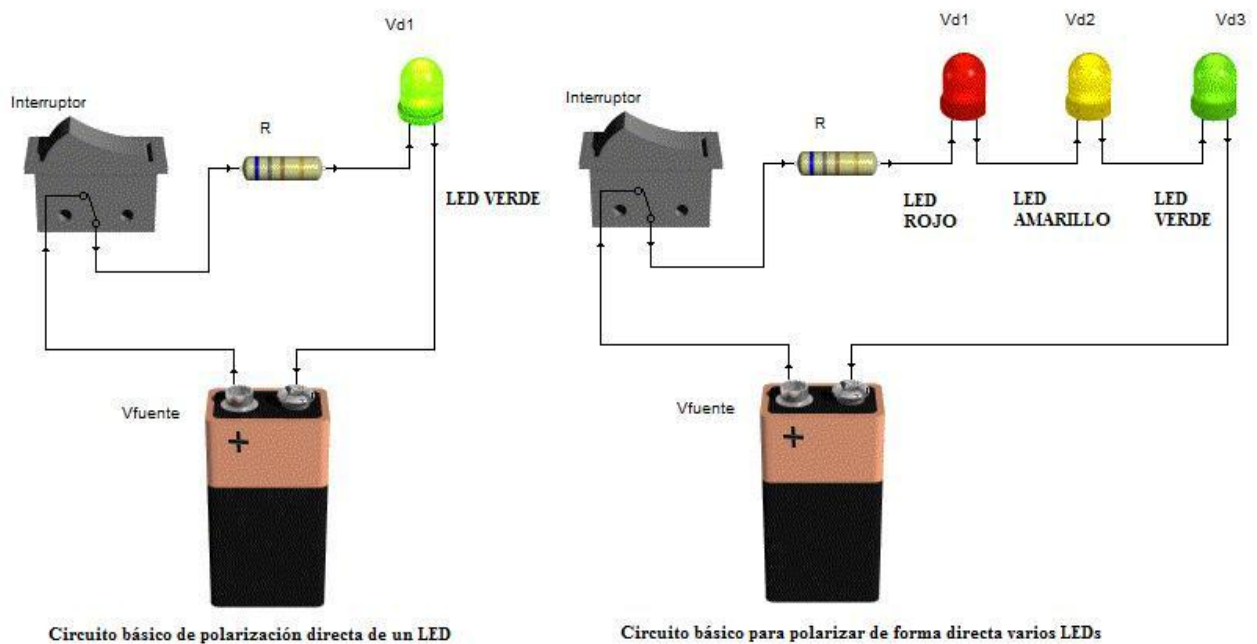 Vd1
Interruptor
R
LED VERDE
Vfuente
+
Circuito básico de polarización directa de un LED
Vd1
Vd2
Vd3
Interruptor
R
LED
ROJO
LED
AMARILLO
LED
VERDE
Vfuente
+
Circuito básico para polarizar de forma directa varios LEDs